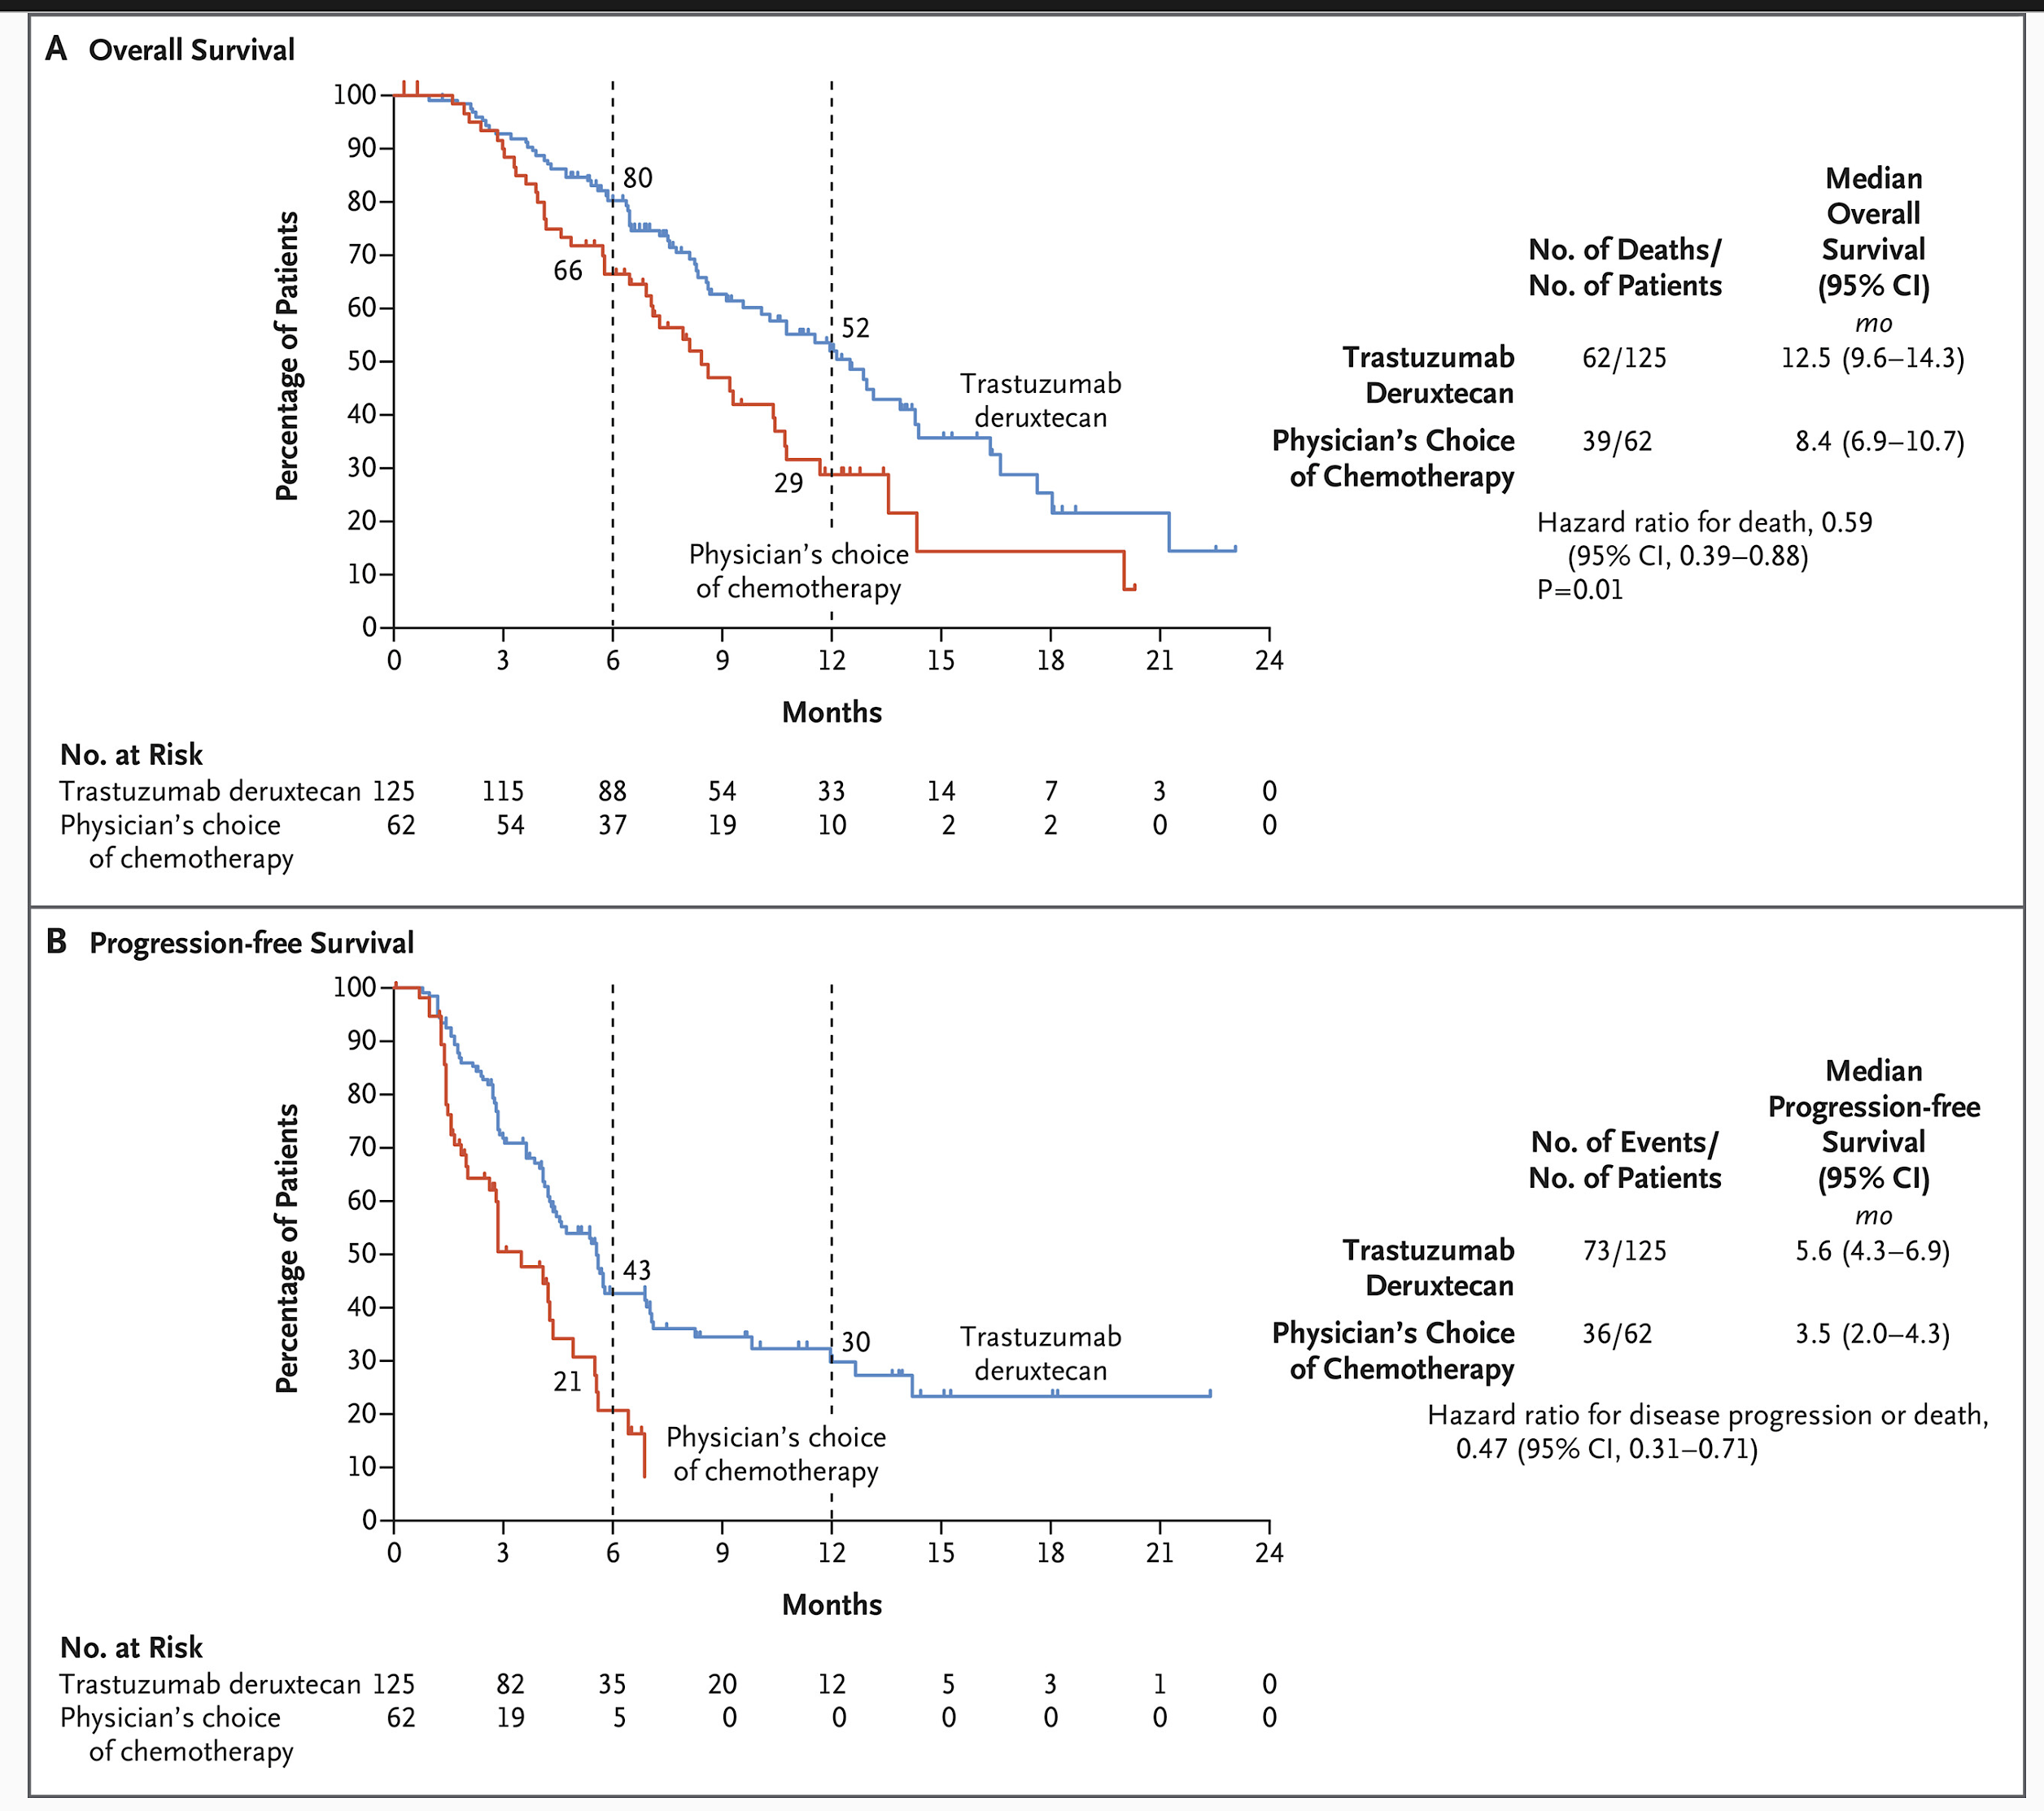 A Overall Survival
100
90
80
70
60
50
40
30
20
10
0
Percentage of Patients
80
66
52
29
Trastuzumab
deruxtecan
Physician's choice
of chemotherapy
0 3 6 9 12 15 18 21 24
Months
Median
Overall
No. of Deaths/ Survival
No. of Patients (95% CI)
mo
Trastuzumab 62/125 12.5 (9.6–14.3)
Deruxtecan
Physician's Choice 39/62 8.4 (6.9–10.7)
of Chemotherapy
Hazard ratio for death, 0.59
(95% CI, 0.39–0.88)
P=0.01
No. at Risk
Trastuzumab deruxtecan 125 115 88 54 33 14 7 3 0
Physician's choice 62 54 37 19 10 2 2 0 0
of chemotherapy
B Progression-free Survival
100
90
80
70
60
50
40
30
20
10
0
Percentage of Patients
43
21
30
Trastuzumab
deruxtecan
Physician's choice
of chemotherapy
0 3 6 9 12 15 18 21 24
Months
Median
Progression-free
No. of Events/ Survival
No. of Patients (95% CI)
mo
Trastuzumab 73/125 5.6 (4.3–6.9)
Deruxtecan
Physician's Choice 36/62 3.5 (2.0–4.3)
of Chemotherapy
Hazard ratio for disease progression or death,
0.47 (95% CI, 0.31–0.71)
No. at Risk
Trastuzumab deruxtecan 125 82 35 20 12 5 3 1 0
Physician's choice 62 19 5 0 0 0 0 0 0
of chemotherapy